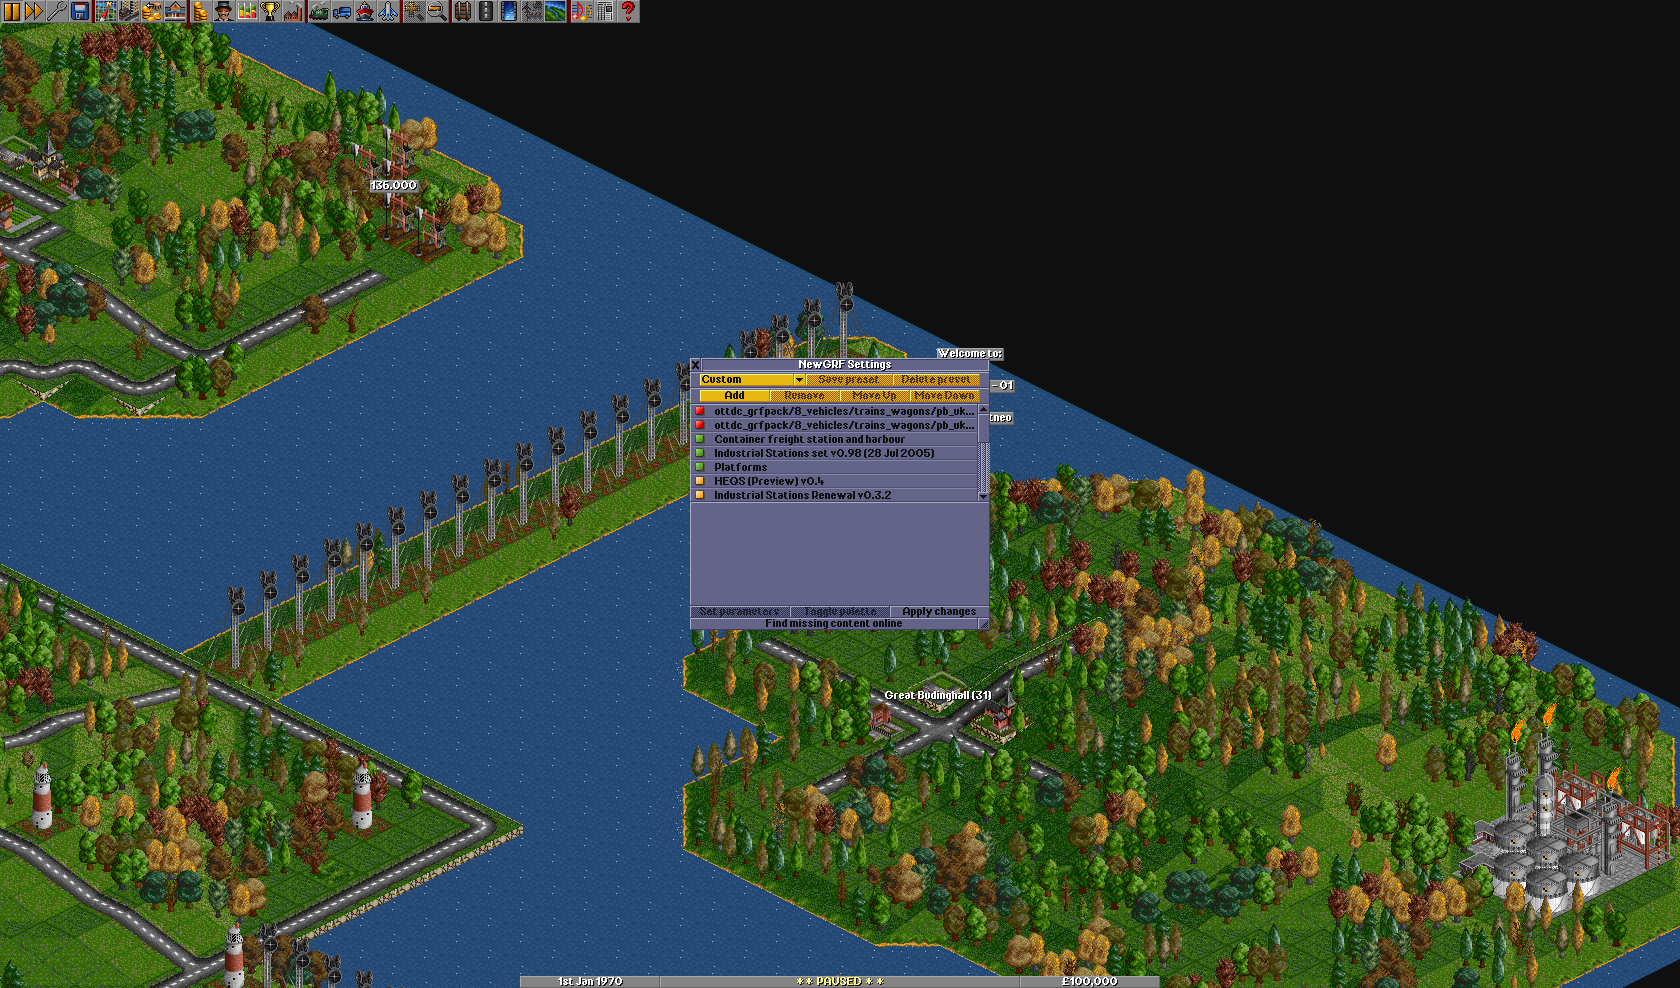 136,000
Welcome to:
NewGRF Settings
Custom
Save preset
Delete preset
- 01
Add
Remove
Move Up
Move Down
ottdc_grfpack/8_vehicles/trains_wagons/pb_uk...
ottdc_grfpack/8_vehicles/trains_wagons/pb_uk...
Container freight station and harbour
Industrial Stations set v0.98 (28 Jul 2005)
Platforms
HEQS (Preview) v0.4
Industrial Stations Renewal v0.3.2
Set parameters
Toggle palette
Apply changes
Find missing content online
Great Bodinghall (31)
1st Jan 1970
* * PAUSED * *
£100,000